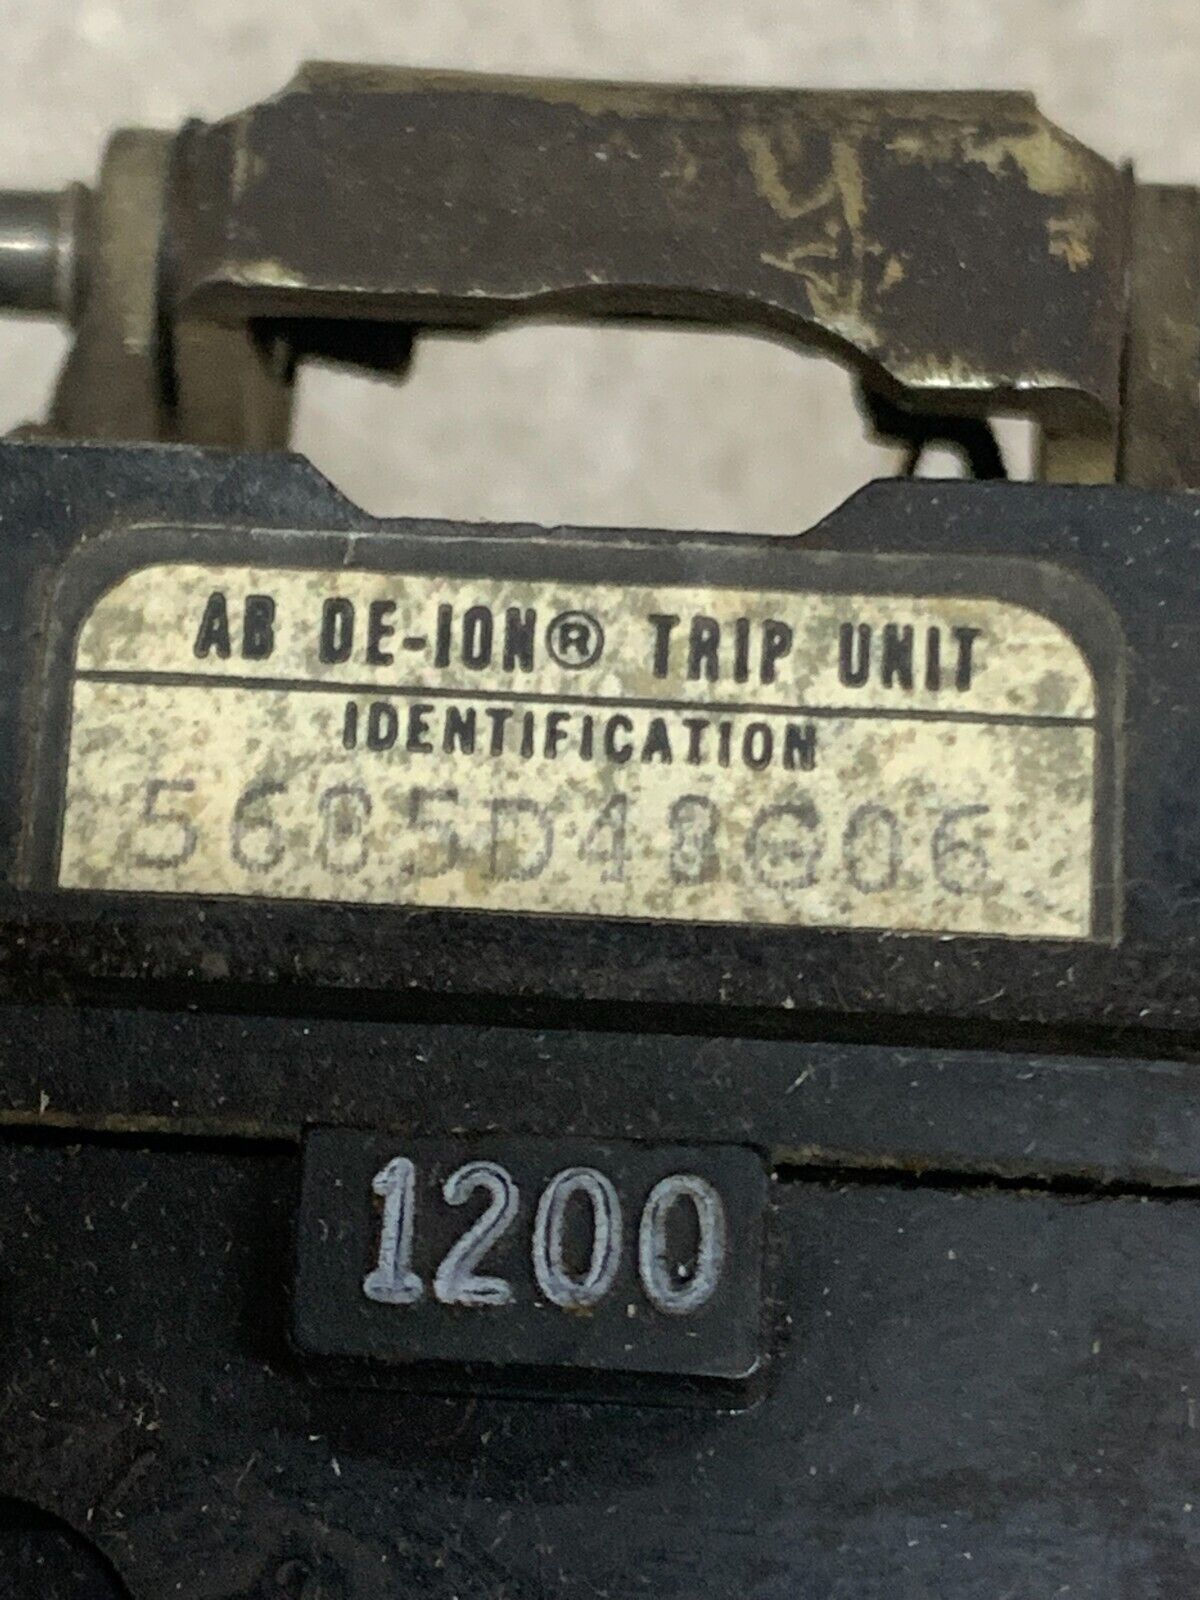 AB DE-ION® TRIP UNIT
IDENTIFICATION
5685D48G06
1200